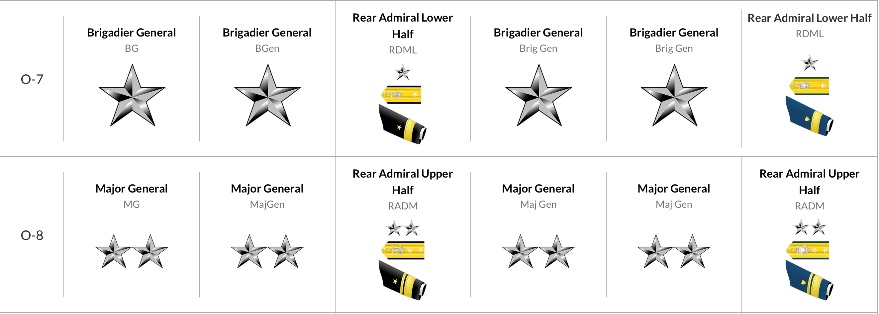 O-7
Brigadier General
BG
Brigadier General
BGen
Rear Admiral Lower
Half
RDML
Brigadier General
Brig Gen
Brigadier General
Brig Gen
Rear Admiral Lower Half
RDML
O-8
Major General
MG
Major General
MajGen
Rear Admiral Upper
Half
RADM
Major General
Maj Gen
Major General
Maj Gen
Rear Admiral Upper
Half
RADM